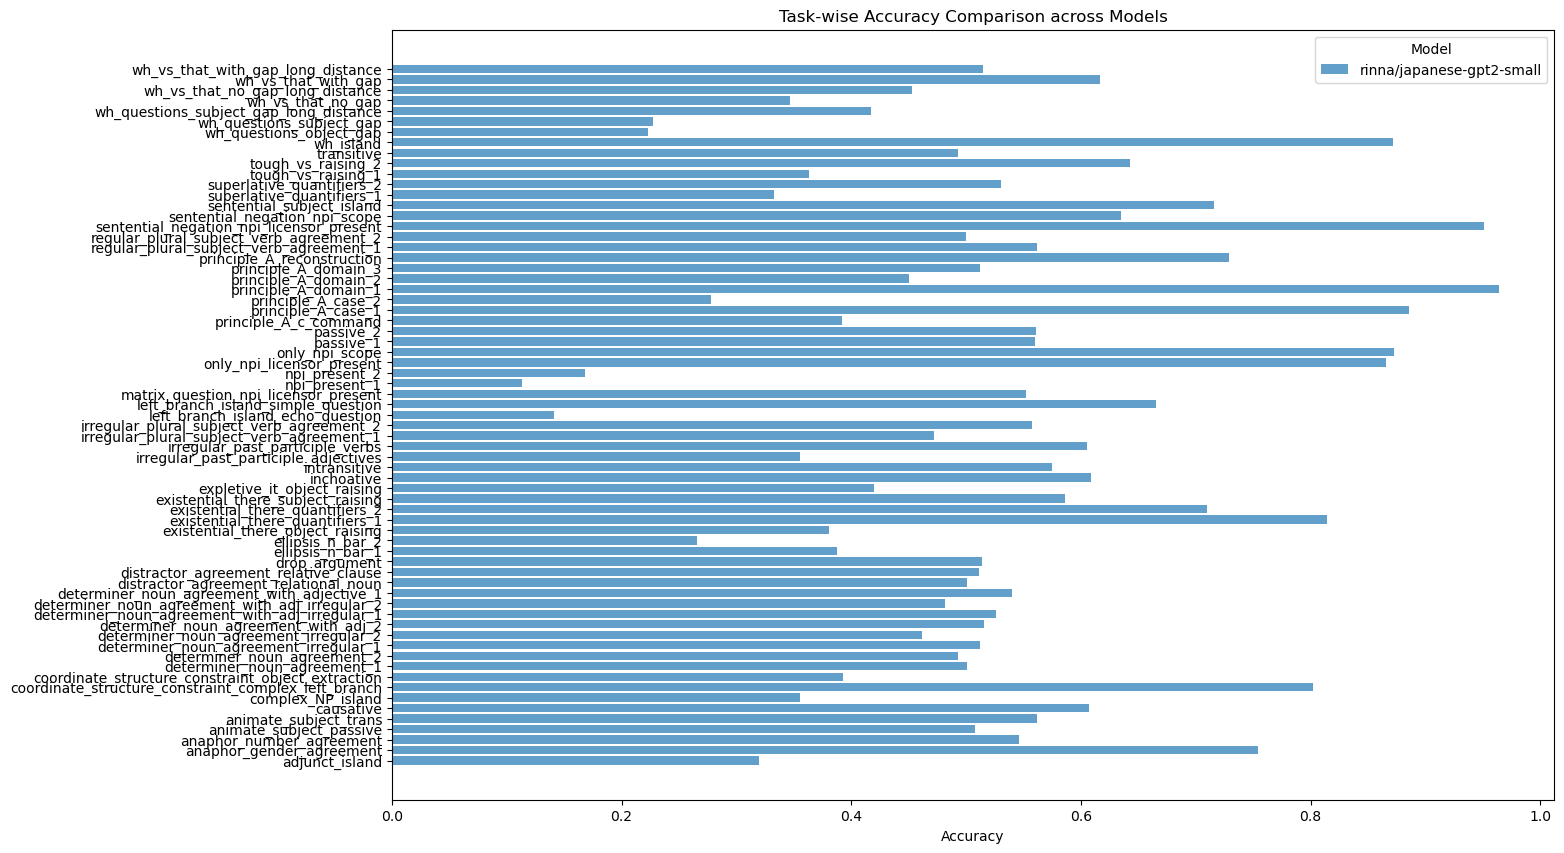 Task-wise Accuracy Comparison across Models
Model
rinna/japanese-gpt2-small
wh_vs_that_with_gap_long_distance
wh_vs_that_with_gap
wh_vs_that_no_gap_long_distance
wh_vs_that_no_gap
wh_questions_subject_gap_long_distance
wh_questions_subject_gap
wh_questions_object_gap
wh_island
transitive
tough_vs_raising_2
tough_vs_raising_1
superlative_quantifiers_2
superlative_quantifiers_1
sentential_subject_island
sentential_negation_npi_scope
sentential_negation_npi_licensor_present
regular_plural_subject_verb_agreement_2
regular_plural_subject_verb_agreement_1
principle_A_reconstruction
principle_A_domain_3
principle_A_domain_2
principle_A_domain_1
principle_A_case_2
principle_A_case_1
principle_A_c_command
passive_2
passive_1
only_npi_scope
only_npi_licensor_present
npi_present_2
npi_present_1
matrix_question_npi_licensor_present
left_branch_island_simple_question
left_branch_island_echo_question
irregular_plural_subject_verb_agreement_2
irregular_plural_subject_verb_agreement_1
irregular_past_participle_verbs
irregular_past_participle_adjectives
intransitive
inchoative
expletive_it_object_raising
existential_there_subject_raising
existential_there_quantifiers_2
existential_there_quantifiers_1
existential_there_object_raising
ellipsis_n_bar_2
ellipsis_n_bar_1
drop_argument
distractor_agreement_relative_clause
distractor_agreement_relational_noun
determiner_noun_agreement_with_adjective_1
determiner_noun_agreement_with_adj_irregular_2
determiner_noun_agreement_with_adj_irregular_1
determiner_noun_agreement_with_adj_2
determiner_noun_agreement_irregular_2
determiner_noun_agreement_irregular_1
determiner_noun_agreement_2
determiner_noun_agreement_1
coordinate_structure_constraint_object_extraction
coordinate_structure_constraint_complex_left_branch
complex_NP_island
causative
animate_subject_trans
animate_subject_passive
anaphor_number_agreement
anaphor_gender_agreement
adjunct_island
0.0 0.2 0.4 0.6 0.8 1.0
Accuracy